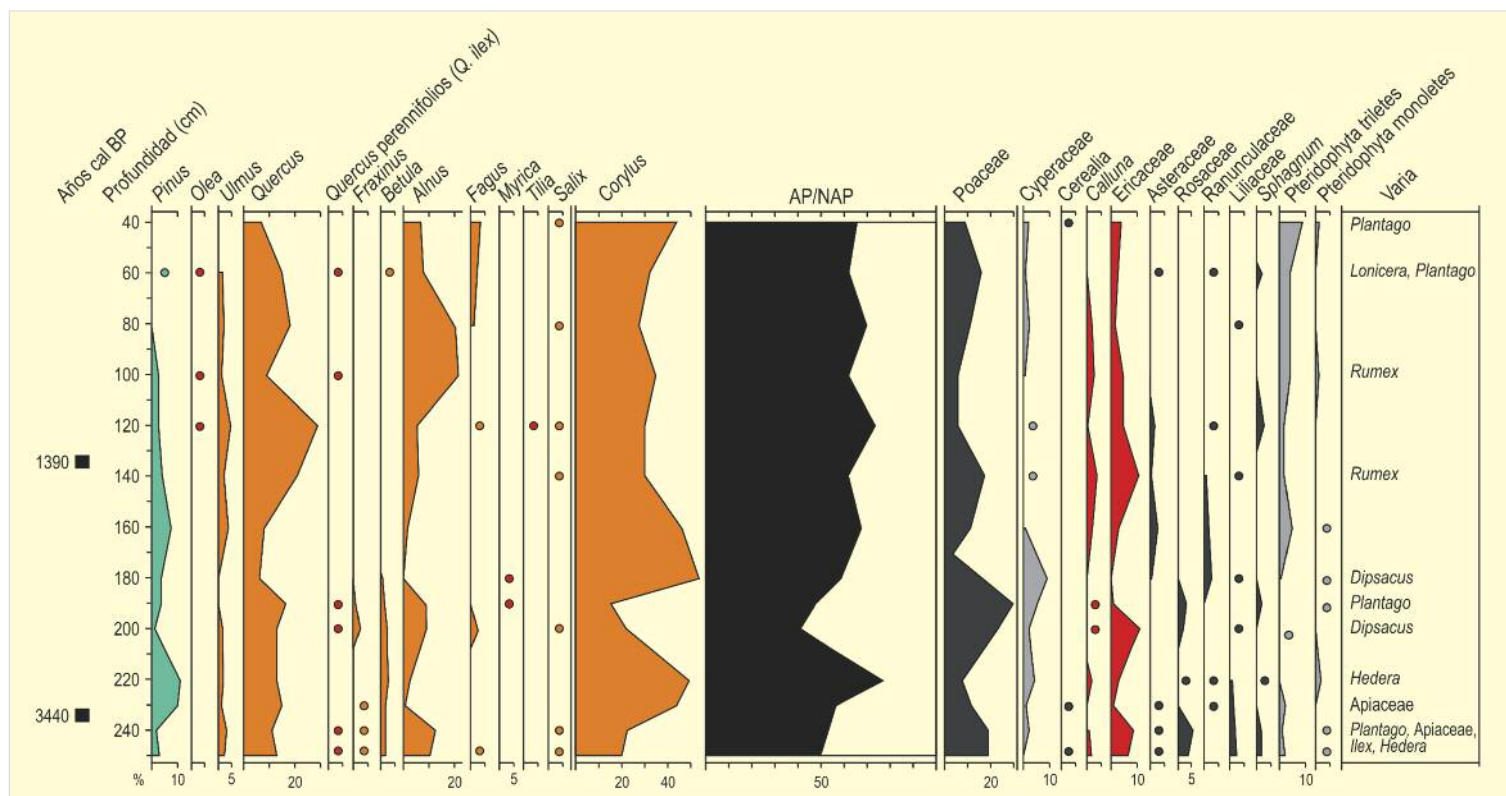 Años cal BP
Profundidad (cm)
Pinus
Olea
Ulmus
Quercus
Quercus perennifolios (Q. ilex)
Fraxinus
Betula
Alnus
Fagus
Myrica
Tilia
Salix
Corylus
AP/NAP
Poaceae
Cyperaceae
Cerealia
Calluna
Ericaceae
Asteraceae
Rosaceae
Ranunculaceae
Liliaceae
Sphagnum
Pteridophyta triletes
Pteridophyta monoletes
Varia
40 Plantago
60 Lonicera, Plantago
80
100 Rumex
120
1390
140 Rumex
160
180 Dipsacus
Plantago
200 Dipsacus
220 Hedera
3440 Apiaceae
240 Plantago, Apiaceae,
Ilex, Hedera
% 10 5 20 20 5 20 40 50 20 10 10 5 10